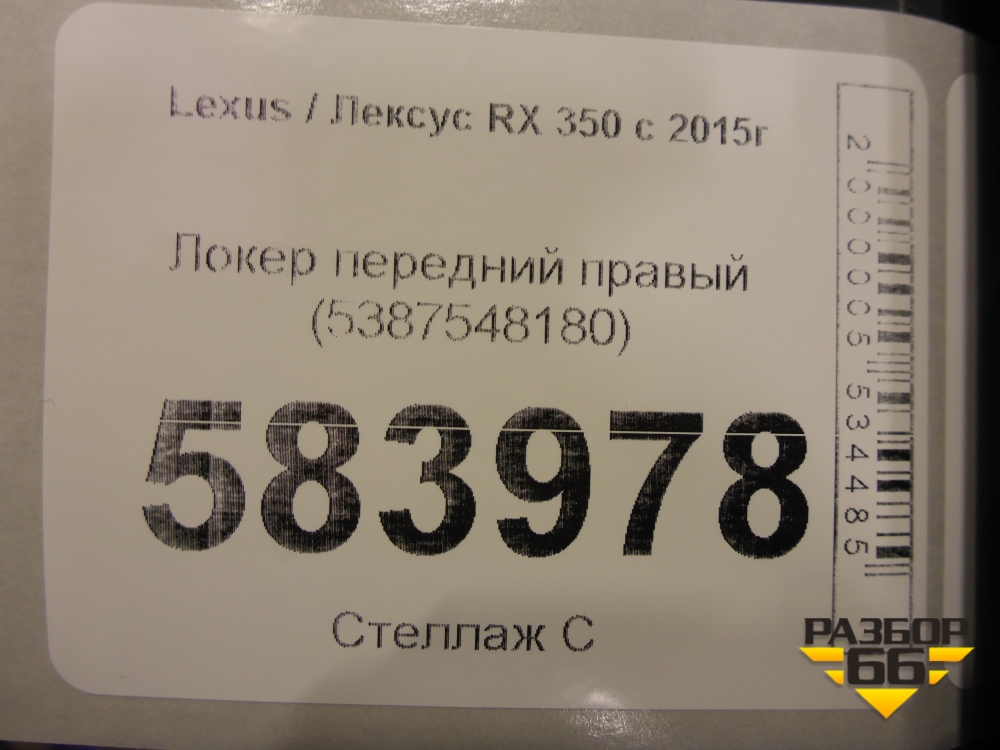 Lexus / Лексус RX 350 с 2015г
Локер передний правый
(5387548180)
583978
Стеллаж С
2000005534485
РАЗБОР
66